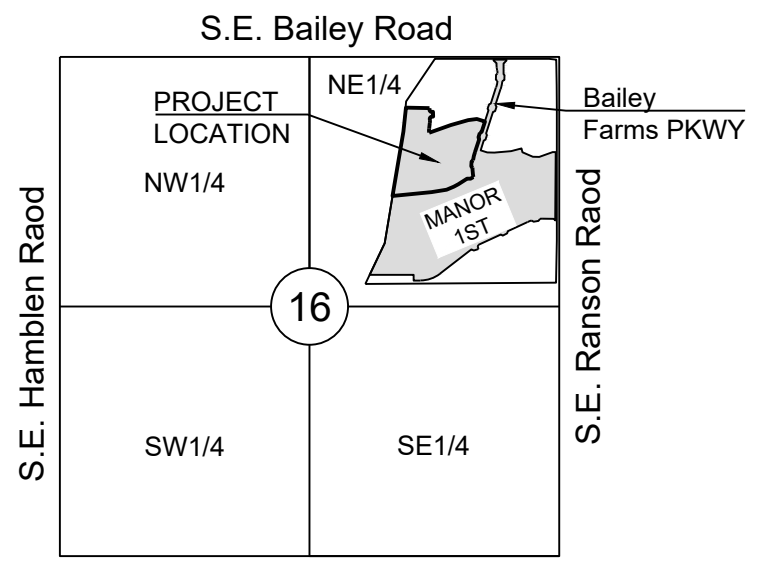 S.E. Bailey Road
NE1/4
PROJECT
LOCATION
Bailey
Farms PKWY
NW1/4
MANOR
1ST
S.E. Hamblen Raod
S.E. Ranson Raod
16
SW1/4
SE1/4